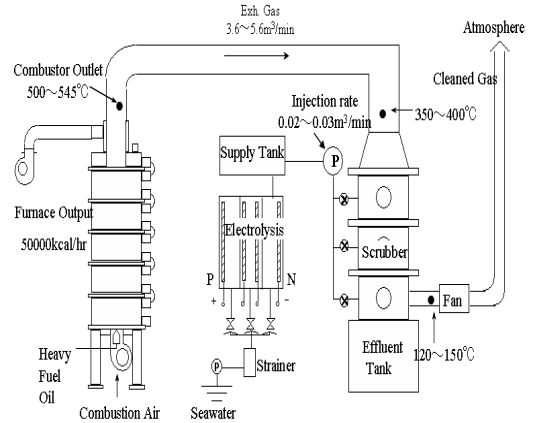 Exh. Gas
3.6～5.6m³/min
Atmosphere
Combustor Outlet
500～545℃
Cleaned Gas
Injection rate
0.02～0.03m³/min
350～400℃
Supply Tank
P
Furnace Output
50000kcal/hr
Electrolysis
Scrubber
P
N
+
-
Fan
Heavy
Fuel
Oil
P
Strainer
Effluent
Tank
120～150℃
Combustion Air
Seawater